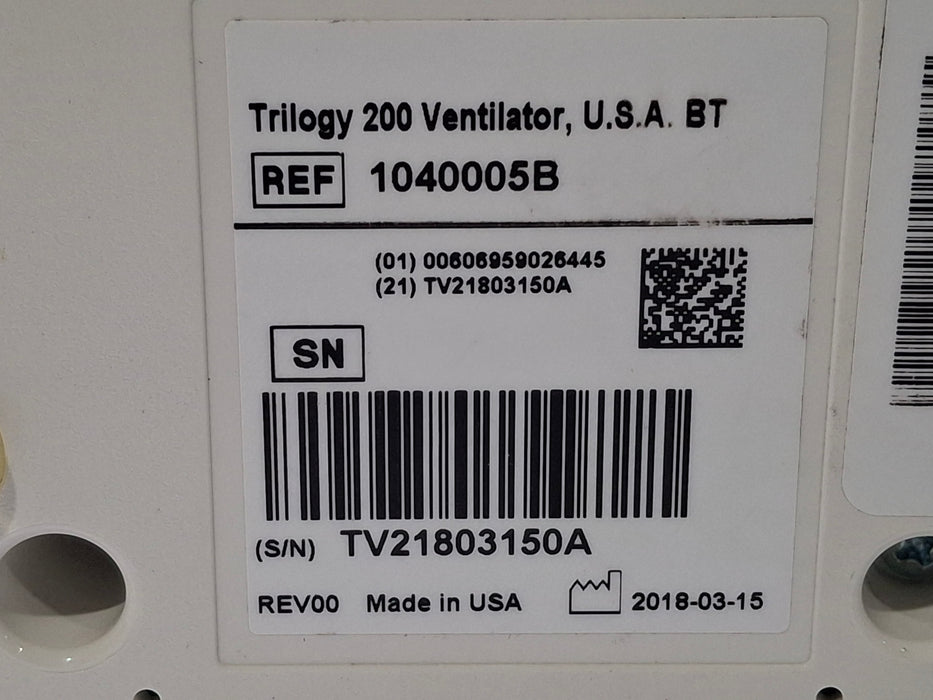 Trilogy 200 Ventilator, U.S.A. BT
REF 1040005B
(01) 00606959026445
(21) TV21803150A
SN
(S/N) TV21803150A
REV00 Made in USA 2018-03-15